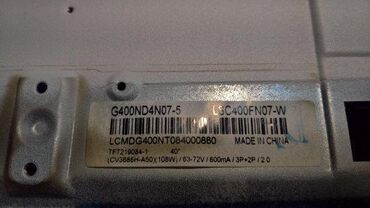 G400ND4N07-5 LSC400FN07-W
LCMDG400NT084000880 MADE IN CHINA
TFT219084-1 40"
(CV3686H-A50)(108W) / 63-72V / 600mA / 3P+2P / 2.0